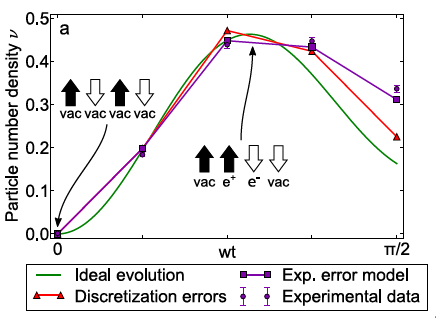 a
Particle number density ν
0.5
0.4
0.3
0.2
0.1
0.0
vac vac vac vac
vac e⁺ e⁻ vac
0 wt π/2
Ideal evolution
Discretization errors
Exp. error model
Experimental data